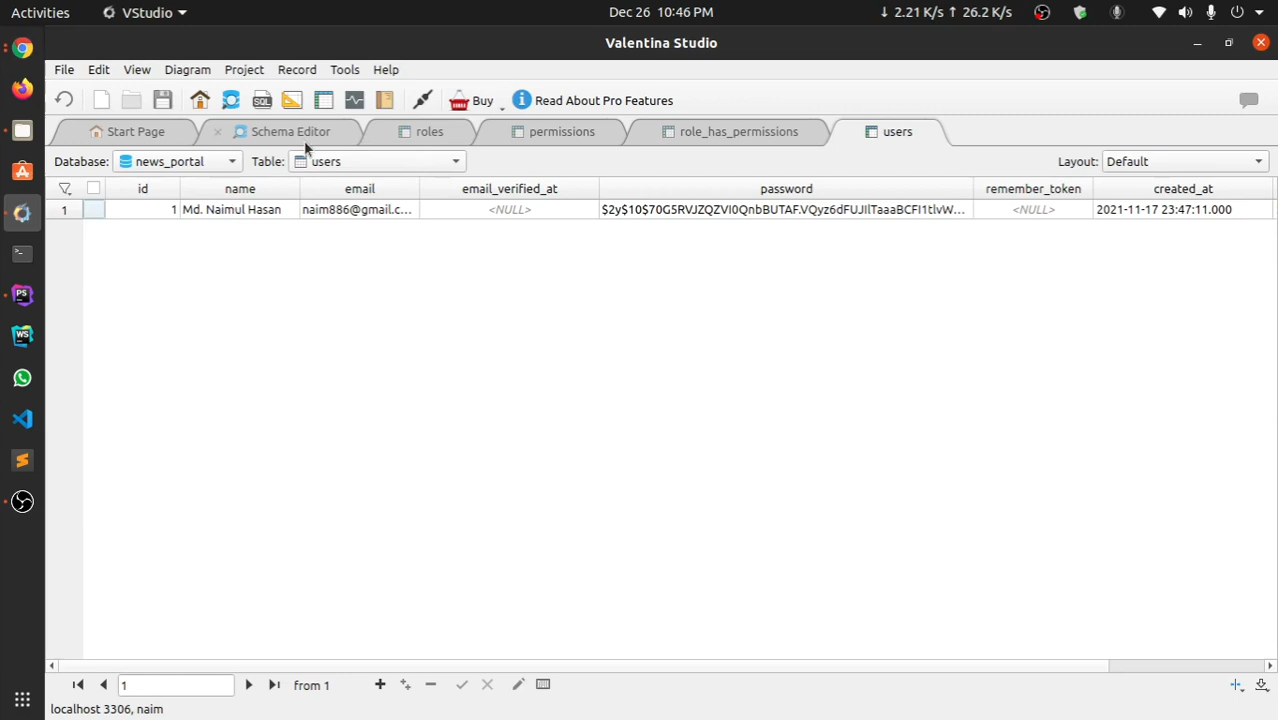 Activities VStudio Dec 26 10:46 PM ↓ 2.21 K/s ↑ 26.2 K/s
Valentina Studio
File Edit View Diagram Project Record Tools Help
SQL Buy Read About Pro Features
Start Page Schema Editor roles permissions role_has_permissions users
Database: news_portal Table: users Layout: Default
id name email email_verified_at password remember_token created_at
1 1 Md. Naimul Hasan naim886@gmail.c... <NULL> <NULL> 2021-11-17 23:47:11.000
PS
WS
1 from 1
localhost 3306, naim